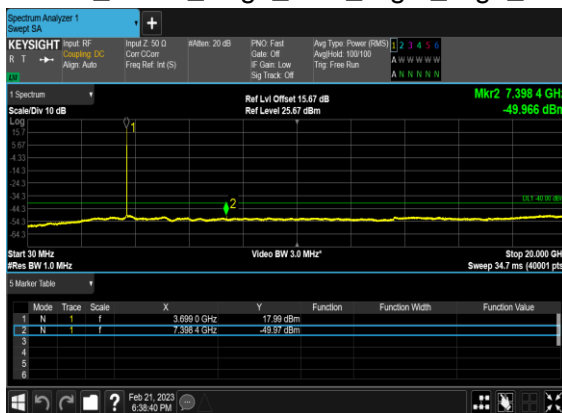 Spectrum Analyzer 1
Swept SA
+
KEYSIGHT Input: RF Input Z: 50 Ω #Atten: 20 dB PNO: Fast Avg Type: Power (RMS) 1 2 3 4 5 6
R T Coupling: DC Corr CCorr Gate: Off Avg|Hold: 100/100 A W W W W W
Align: Auto Freq Ref: Int (S) IF Gain: Low Trig: Free Run
Sig Track: Off A N N N N N
LXI
1 Spectrum Ref Lvl Offset 15.67 dB Mkr2 7.398 4 GHz
Scale/Div 10 dB Ref Level 25.67 dBm -49.966 dBm
Log
15.7
5.67
-4.33
-14.3
-24.3
-34.3
-44.3
-54.3
-64.3
1
2
DL1 -40.00 dBm
Start 30 MHz Video BW 3.0 MHz* Stop 20.000 GHz
#Res BW 1.0 MHz Sweep 34.7 ms (40001 pts)
5 Marker Table
Mode Trace Scale X Y Function Function Width Function Value
1 N 1 f 3.699 0 GHz 17.99 dBm
2 N 1 f 7.398 4 GHz -49.97 dBm
3
4
5
6
? Feb 21, 2023
6:38:40 PM